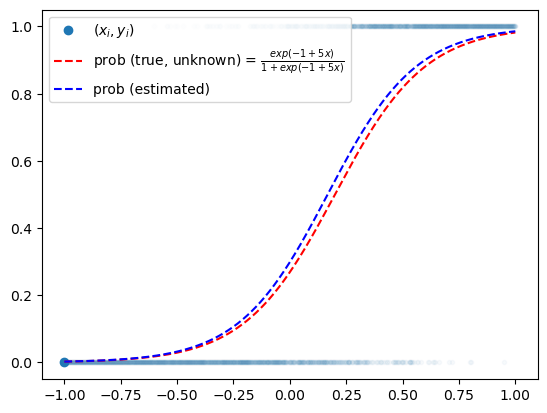 (x_i, y_i)
prob (true, unknown) = \frac{exp(−1+5x)}{1+exp(−1+5x)}
prob (estimated)
1.0
0.8
0.6
0.4
0.2
0.0
−1.00 −0.75 −0.50 −0.25 0.00 0.25 0.50 0.75 1.00